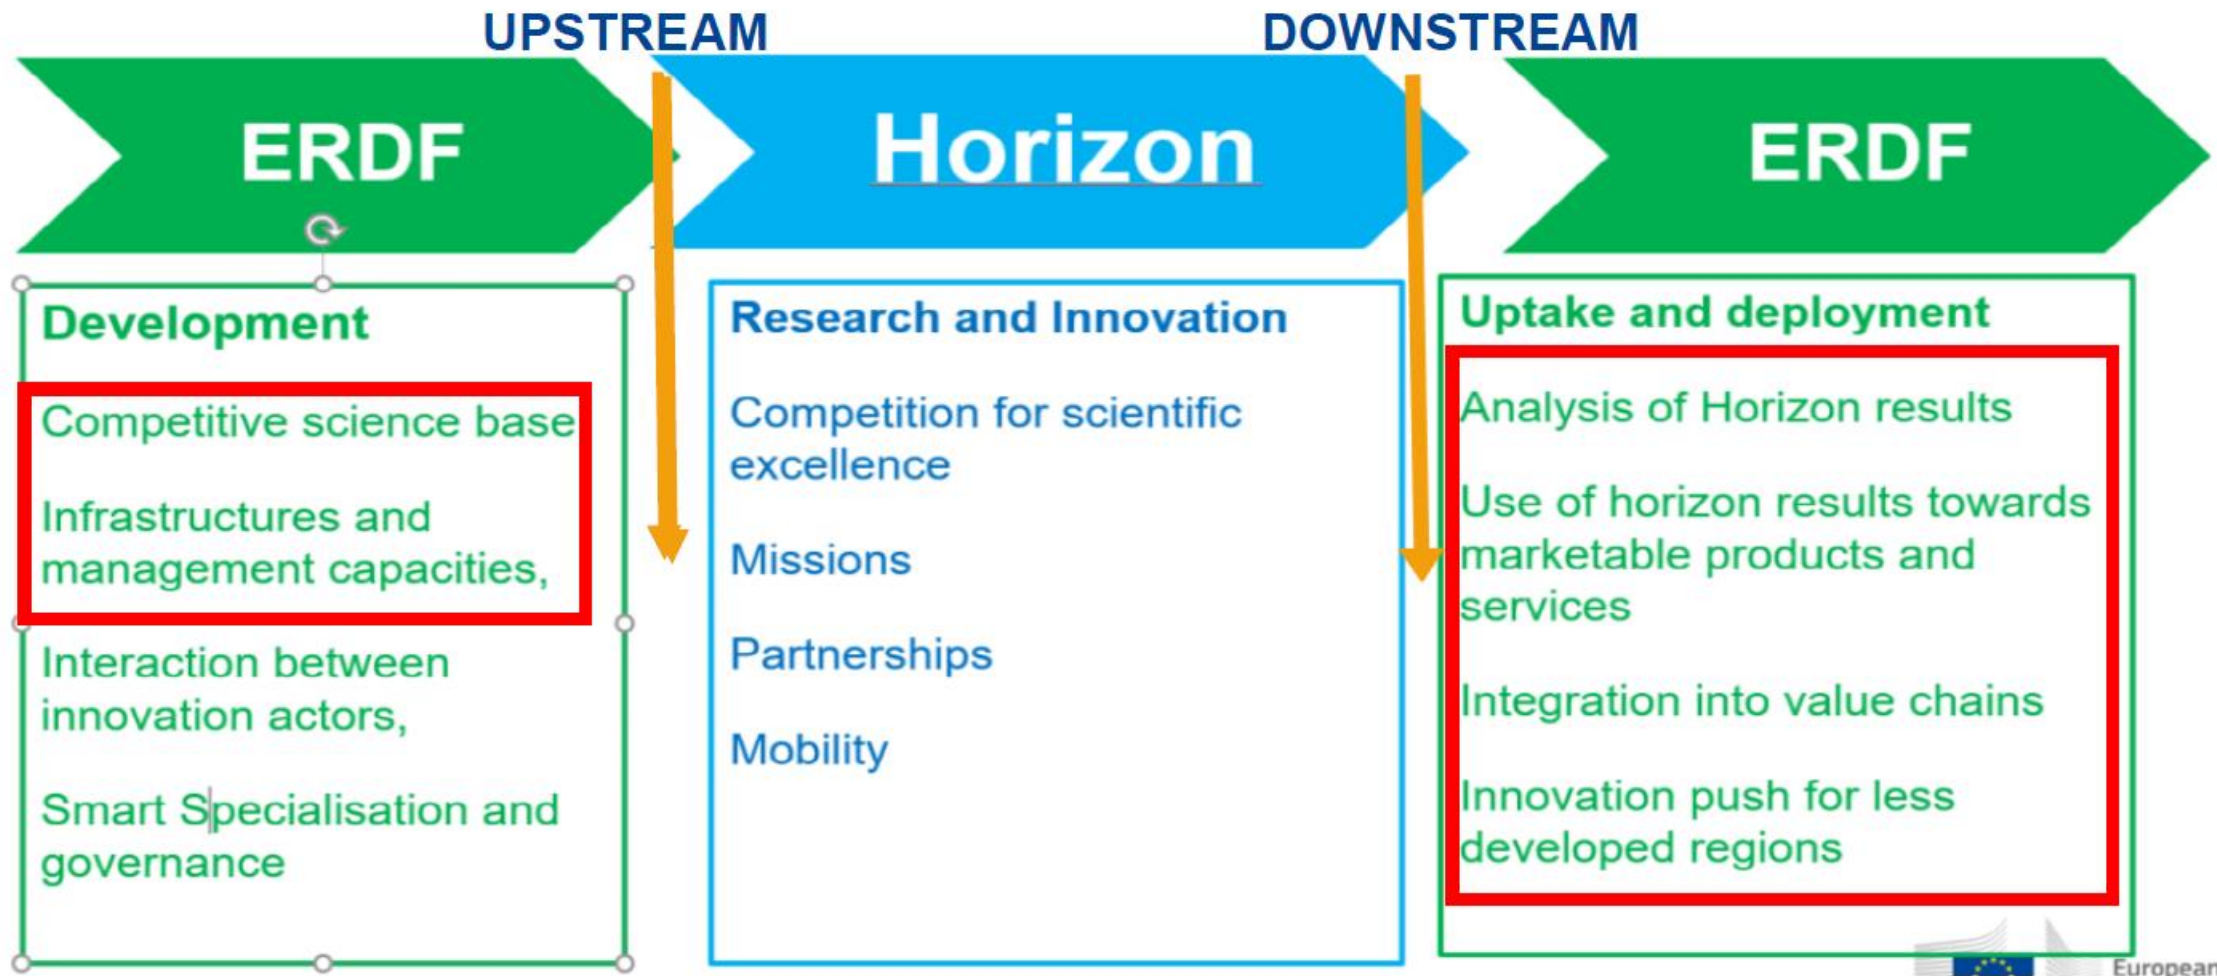 UPSTREAM
DOWNSTREAM
ERDF
Horizon
ERDF
Development
Competitive science base
Infrastructures and
management capacities,
Interaction between
innovation actors,
Smart Specialisation and
governance
Research and Innovation
Competition for scientific
excellence
Missions
Partnerships
Mobility
Uptake and deployment
Analysis of Horizon results
Use of horizon results towards
marketable products and
services
Integration into value chains
Innovation push for less
developed regions
European